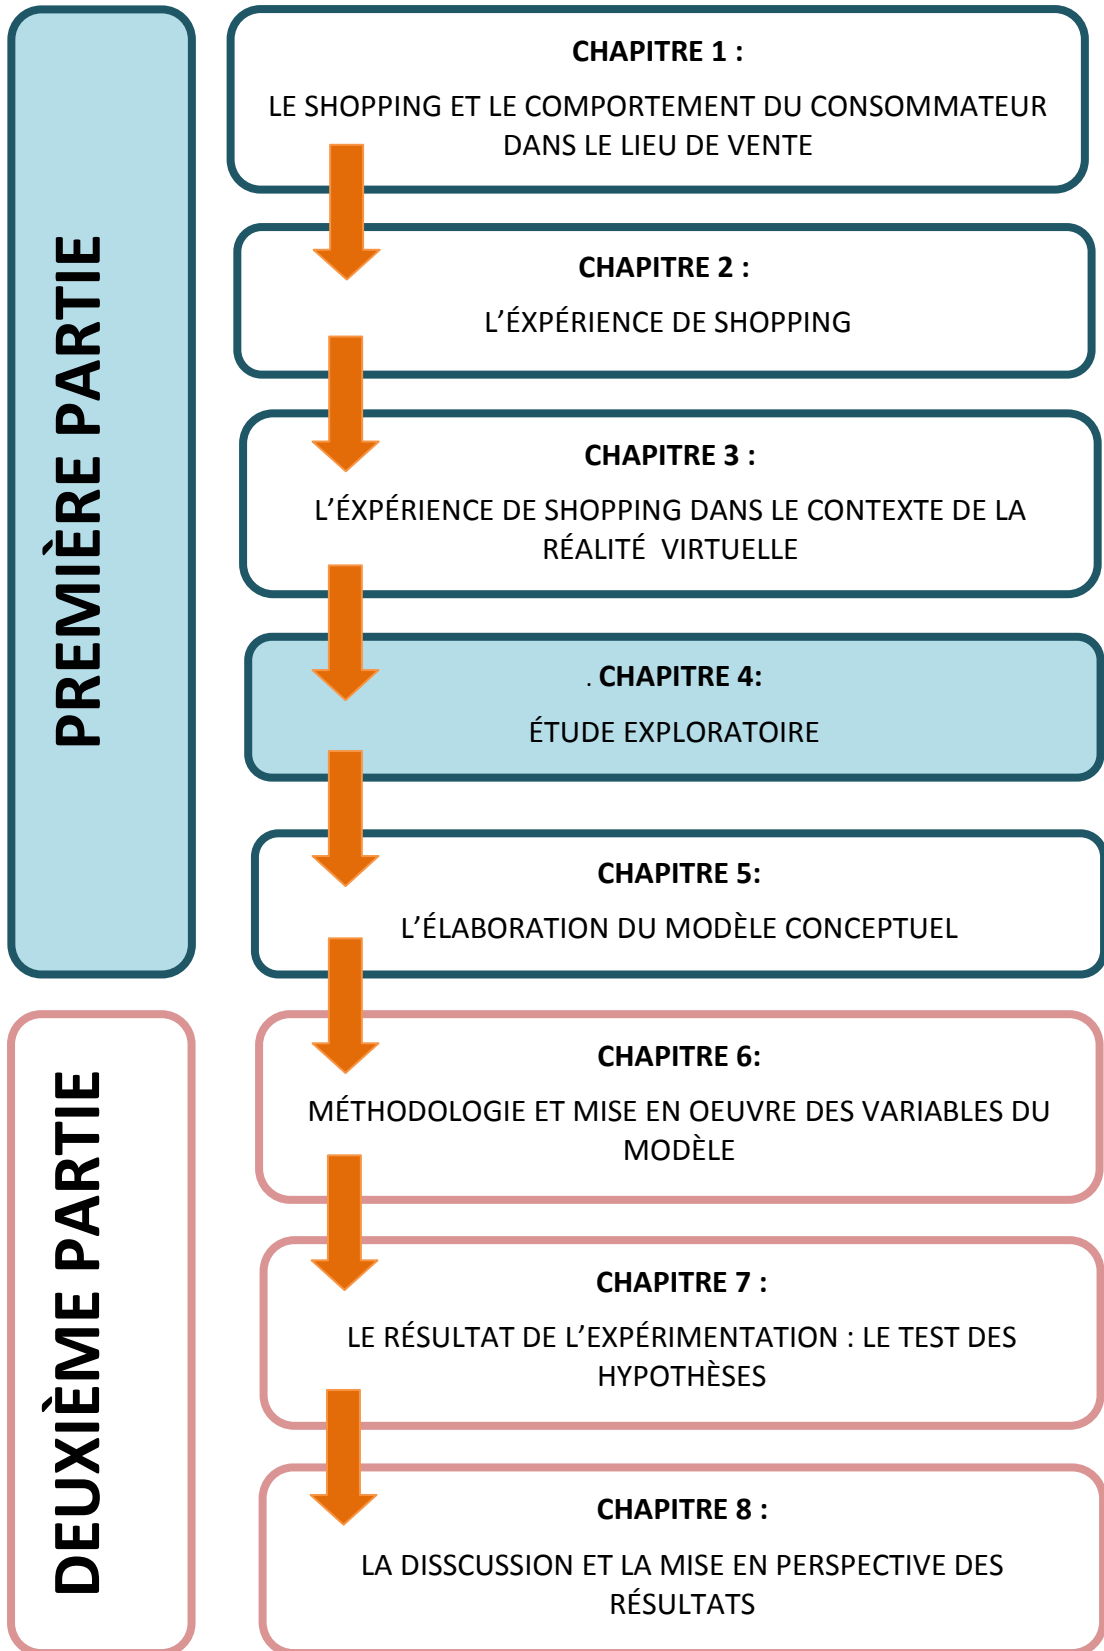 PREMIÈRE PARTIE
CHAPITRE 1 :
LE SHOPPING ET LE COMPORTEMENT DU CONSOMMATEUR
DANS LE LIEU DE VENTE
CHAPITRE 2 :
L’ÉXPÉRIENCE DE SHOPPING
CHAPITRE 3 :
L’ÉXPÉRIENCE DE SHOPPING DANS LE CONTEXTE DE LA
RÉALITÉ  VIRTUELLE
. CHAPITRE 4:
ÉTUDE EXPLORATOIRE
CHAPITRE 5:
L’ÉLABORATION DU MODÈLE CONCEPTUEL
DEUXIÈME PARTIE
CHAPITRE 6:
MÉTHODOLOGIE ET MISE EN OEUVRE DES VARIABLES DU
MODÈLE
CHAPITRE 7 :
LE RÉSULTAT DE L’EXPÉRIMENTATION : LE TEST DES
HYPOTHÈSES
CHAPITRE 8 :
LA DISSCUSSION ET LA MISE EN PERSPECTIVE DES
RÉSULTATS